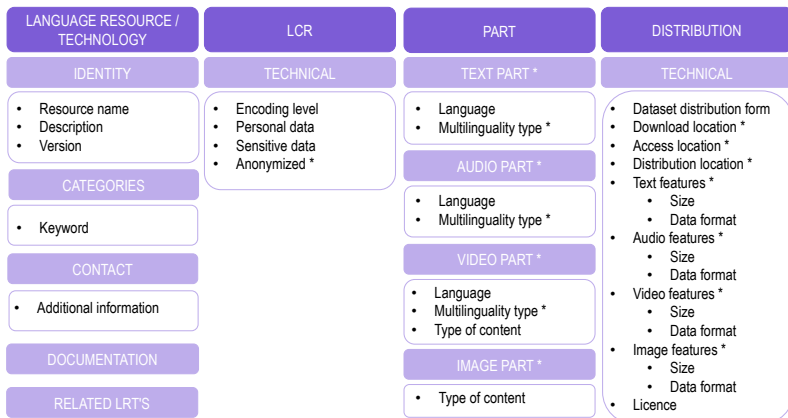 LANGUAGE RESOURCE /
TECHNOLOGY
IDENTITY
• Resource name
• Description
• Version
CATEGORIES
• Keyword
CONTACT
• Additional information
DOCUMENTATION
RELATED LRT'S
LCR
TECHNICAL
• Encoding level
• Personal data
• Sensitive data
• Anonymized *
PART
TEXT PART *
• Language
• Multilinguality type *
AUDIO PART *
• Language
• Multilinguality type *
VIDEO PART *
• Language
• Multilinguality type *
• Type of content
IMAGE PART *
• Type of content
DISTRIBUTION
TECHNICAL
• Dataset distribution form
• Download location *
• Access location *
• Distribution location *
• Text features *
• Size
• Data format
• Audio features *
• Size
• Data format
• Video features *
• Size
• Data format
• Image features *
• Size
• Data format
• Licence